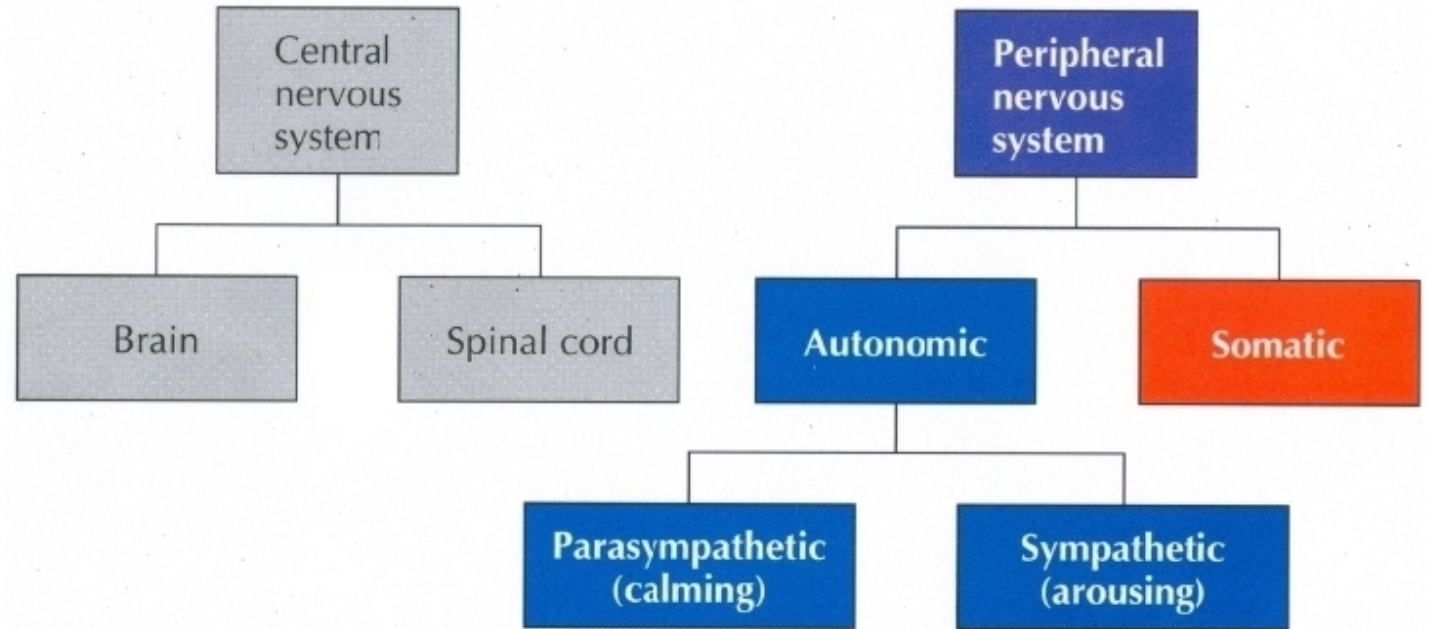 Central
nervous
system
Peripheral
nervous
system
Brain
Spinal cord
Autonomic
Somatic
Parasympathetic
(calming)
Sympathetic
(arousing)